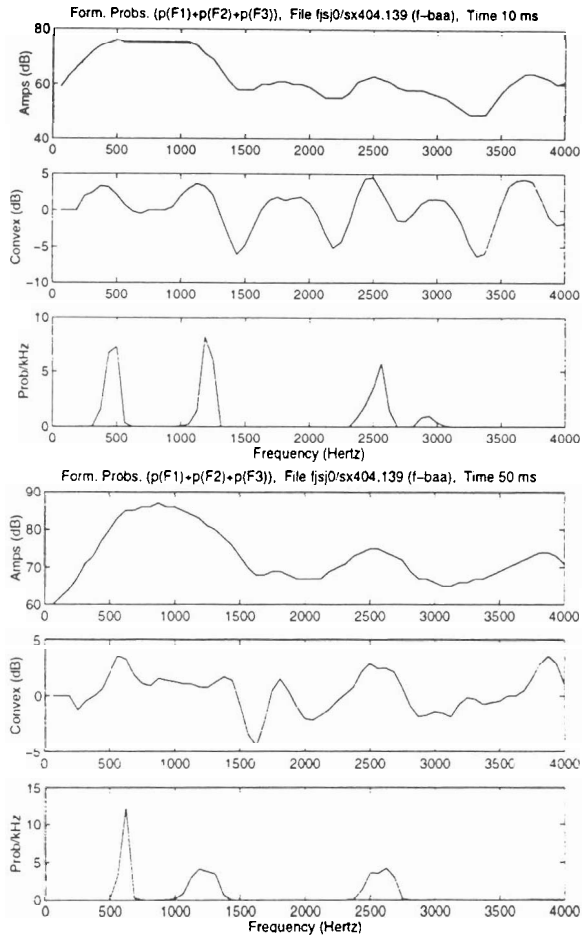 Form. Probs. (p(F1)+p(F2)+p(F3)), File fjsj0/sx404.139 (f-baa), Time 10 ms
80
60
40
Amps (dB)
0 500 1000 1500 2000 2500 3000 3500 4000
5
0
-5
-10
Convex (dB)
0 500 1000 1500 2000 2500 3000 3500 4000
10
5
0
Prob/kHz
0 500 1000 1500 2000 2500 3000 3500 4000
Frequency (Hertz)
Form. Probs. (p(F1)+p(F2)+p(F3)), File fjsj0/sx404.139 (f-baa), Time 50 ms
90
80
70
60
Amps (dB)
0 500 1000 1500 2000 2500 3000 3500 4000
5
0
-5
Convex (dB)
0 500 1000 1500 2000 2500 3000 3500 4000
15
10
5
0
Prob/kHz
0 500 1000 1500 2000 2500 3000 3500 4000
Frequency (Hertz)